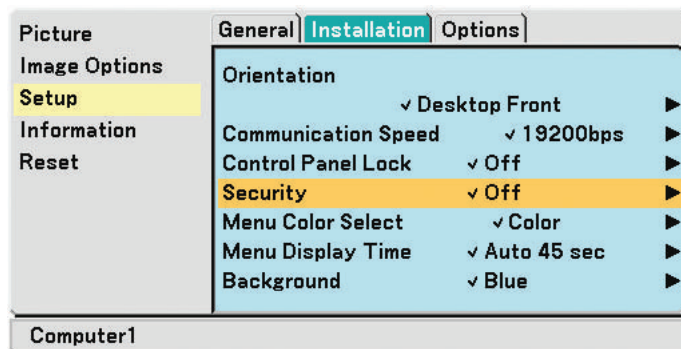 Picture
Image Options
Setup
Information
Reset
General Installation Options
Orientation
✓ Desktop Front ▶
Communication Speed ✓ 19200bps ▶
Control Panel Lock ✓ Off ▶
Security ✓ Off ▶
Menu Color Select ✓ Color ▶
Menu Display Time ✓ Auto 45 sec ▶
Background ✓ Blue ▶
Computer1